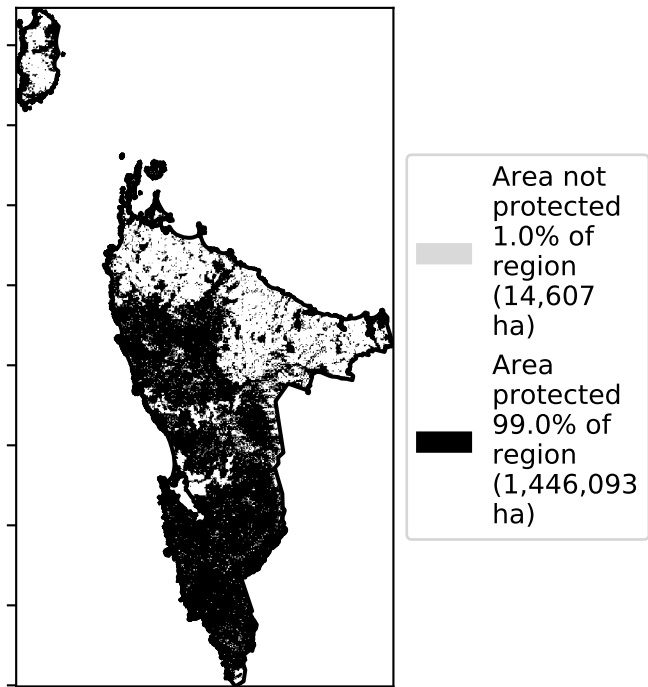 Area not
protected
1.0% of
region
(14,607
ha)
Area
protected
99.0% of
region
(1,446,093
ha)